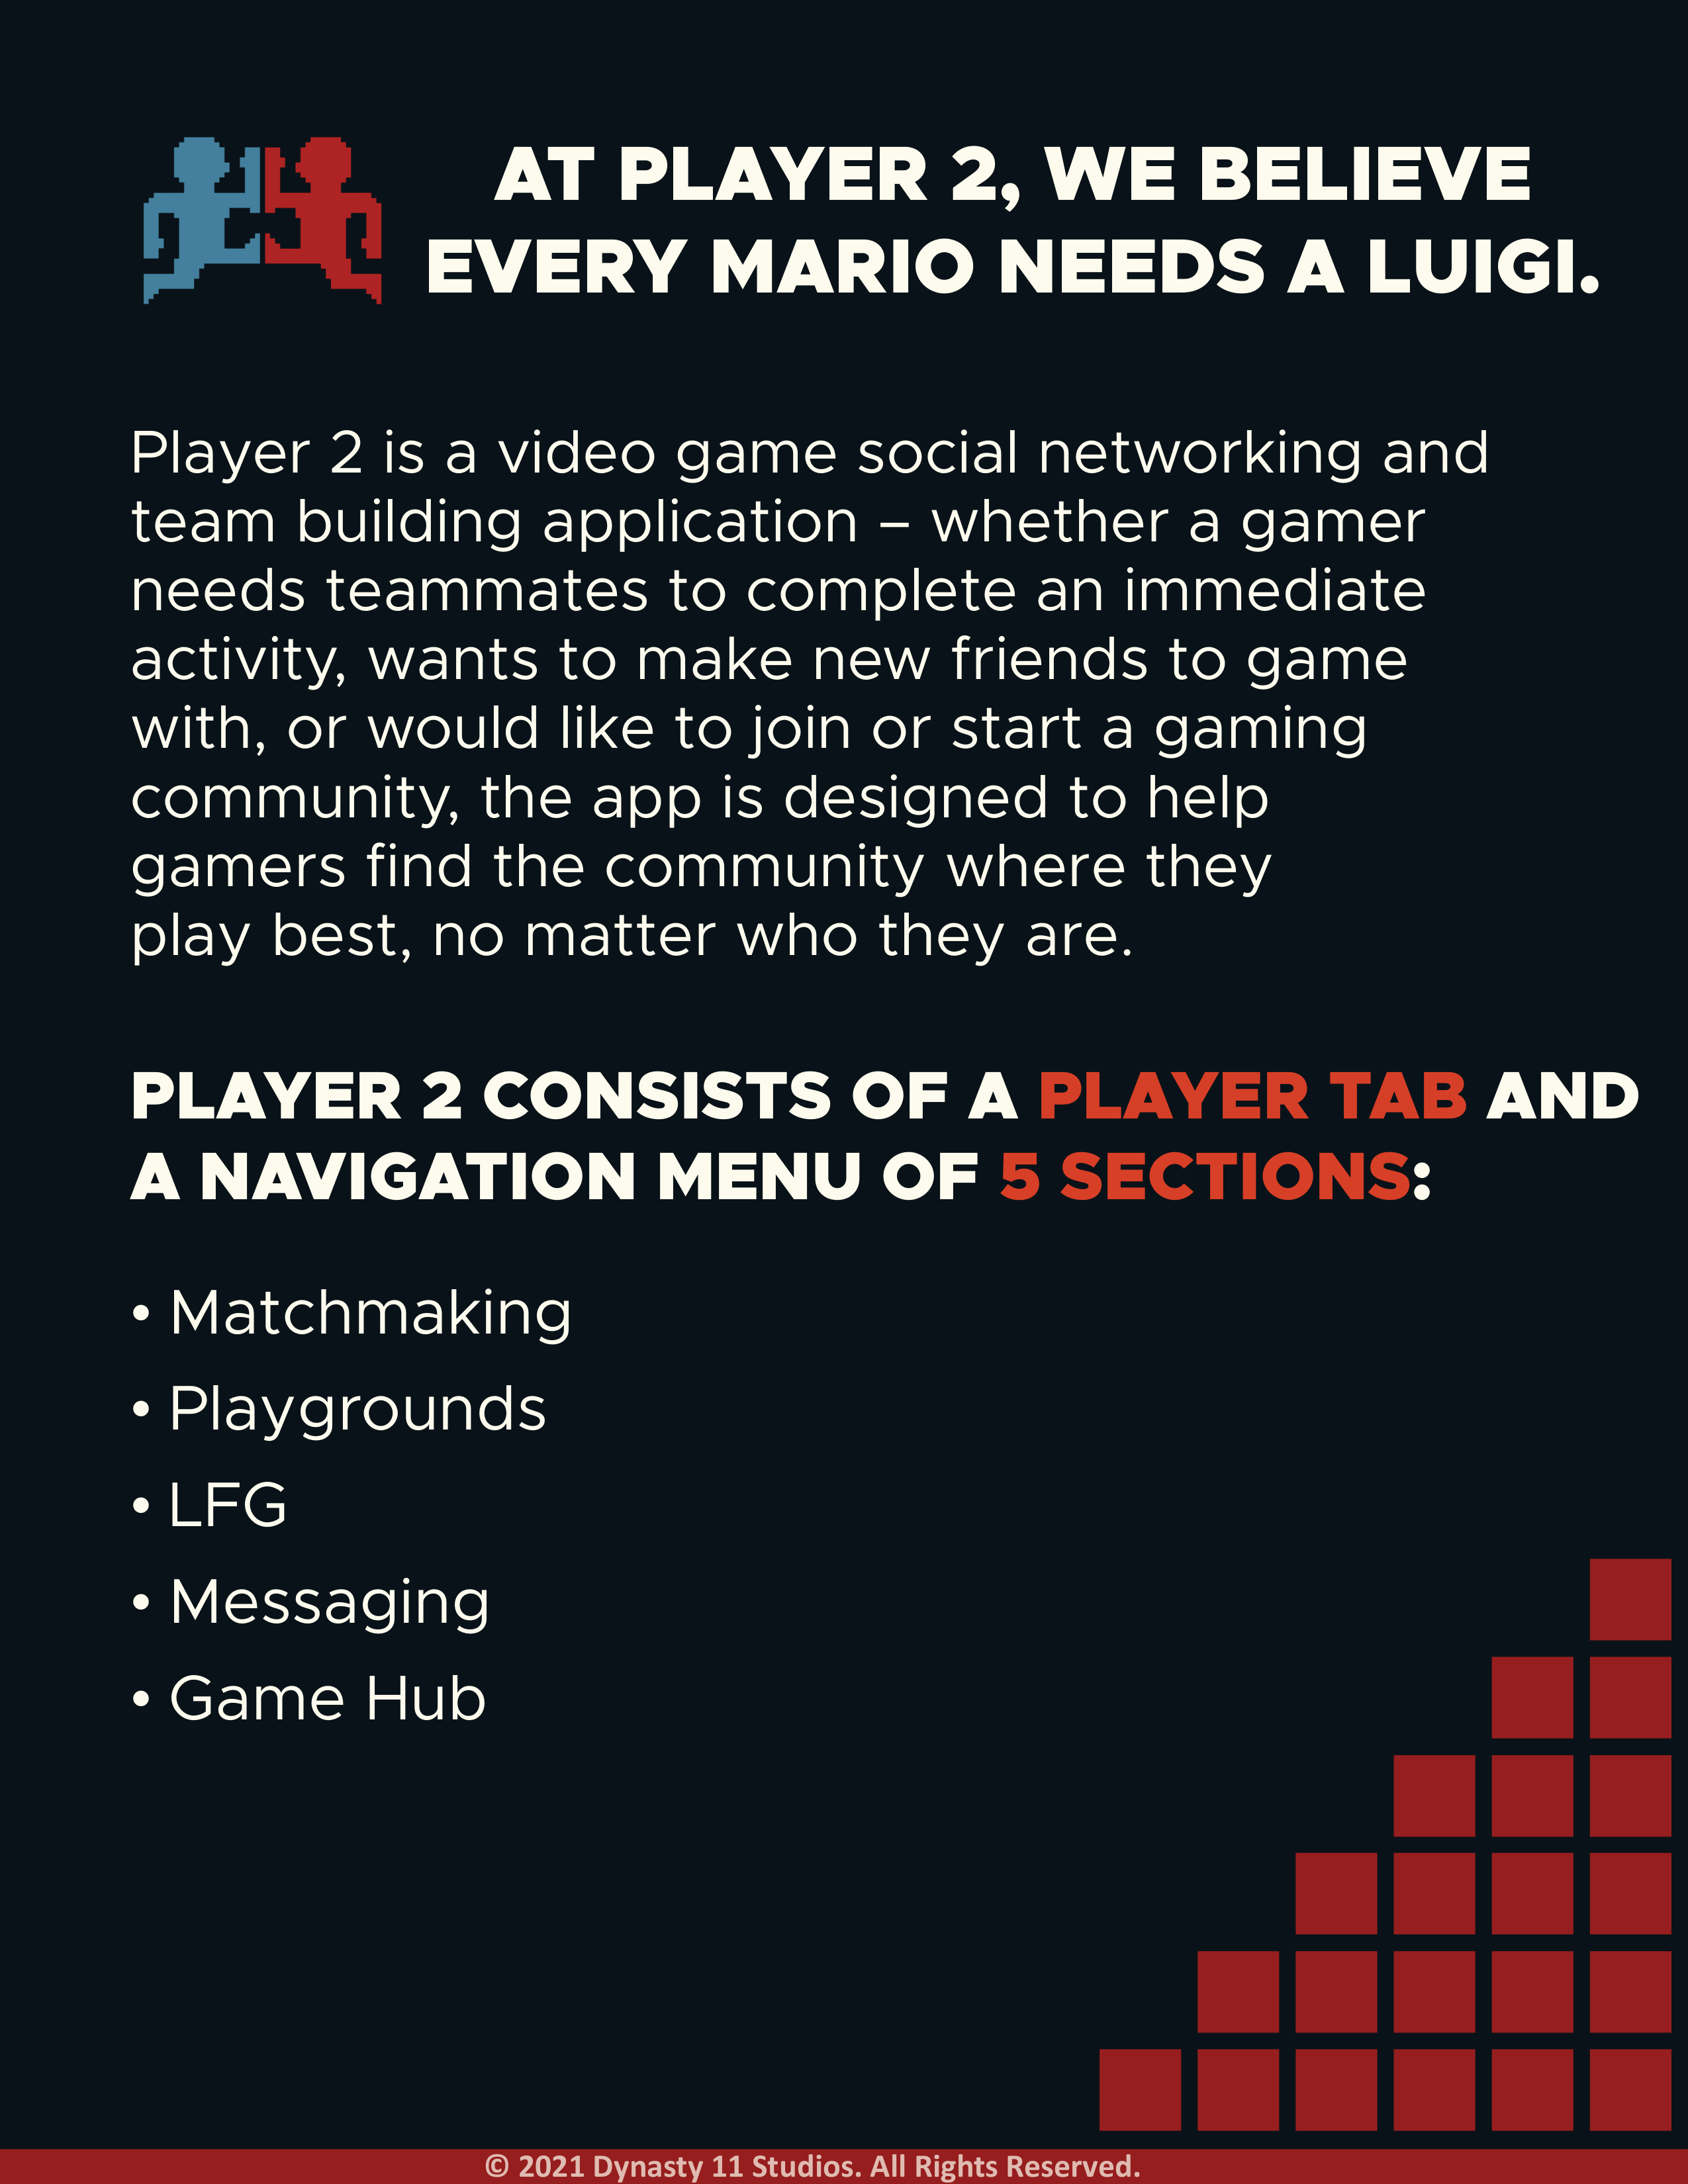 AT PLAYER 2, WE BELIEVE
EVERY MARIO NEEDS A LUIGI.
Player 2 is a video game social networking and
team building application – whether a gamer
needs teammates to complete an immediate
activity, wants to make new friends to game
with, or would like to join or start a gaming
community, the app is designed to help
gamers find the community where they
play best, no matter who they are.
PLAYER 2 CONSISTS OF A PLAYER TAB AND
A NAVIGATION MENU OF 5 SECTIONS:
• Matchmaking
• Playgrounds
• LFG
• Messaging
• Game Hub
© 2021 Dynasty 11 Studios. All Rights Reserved.